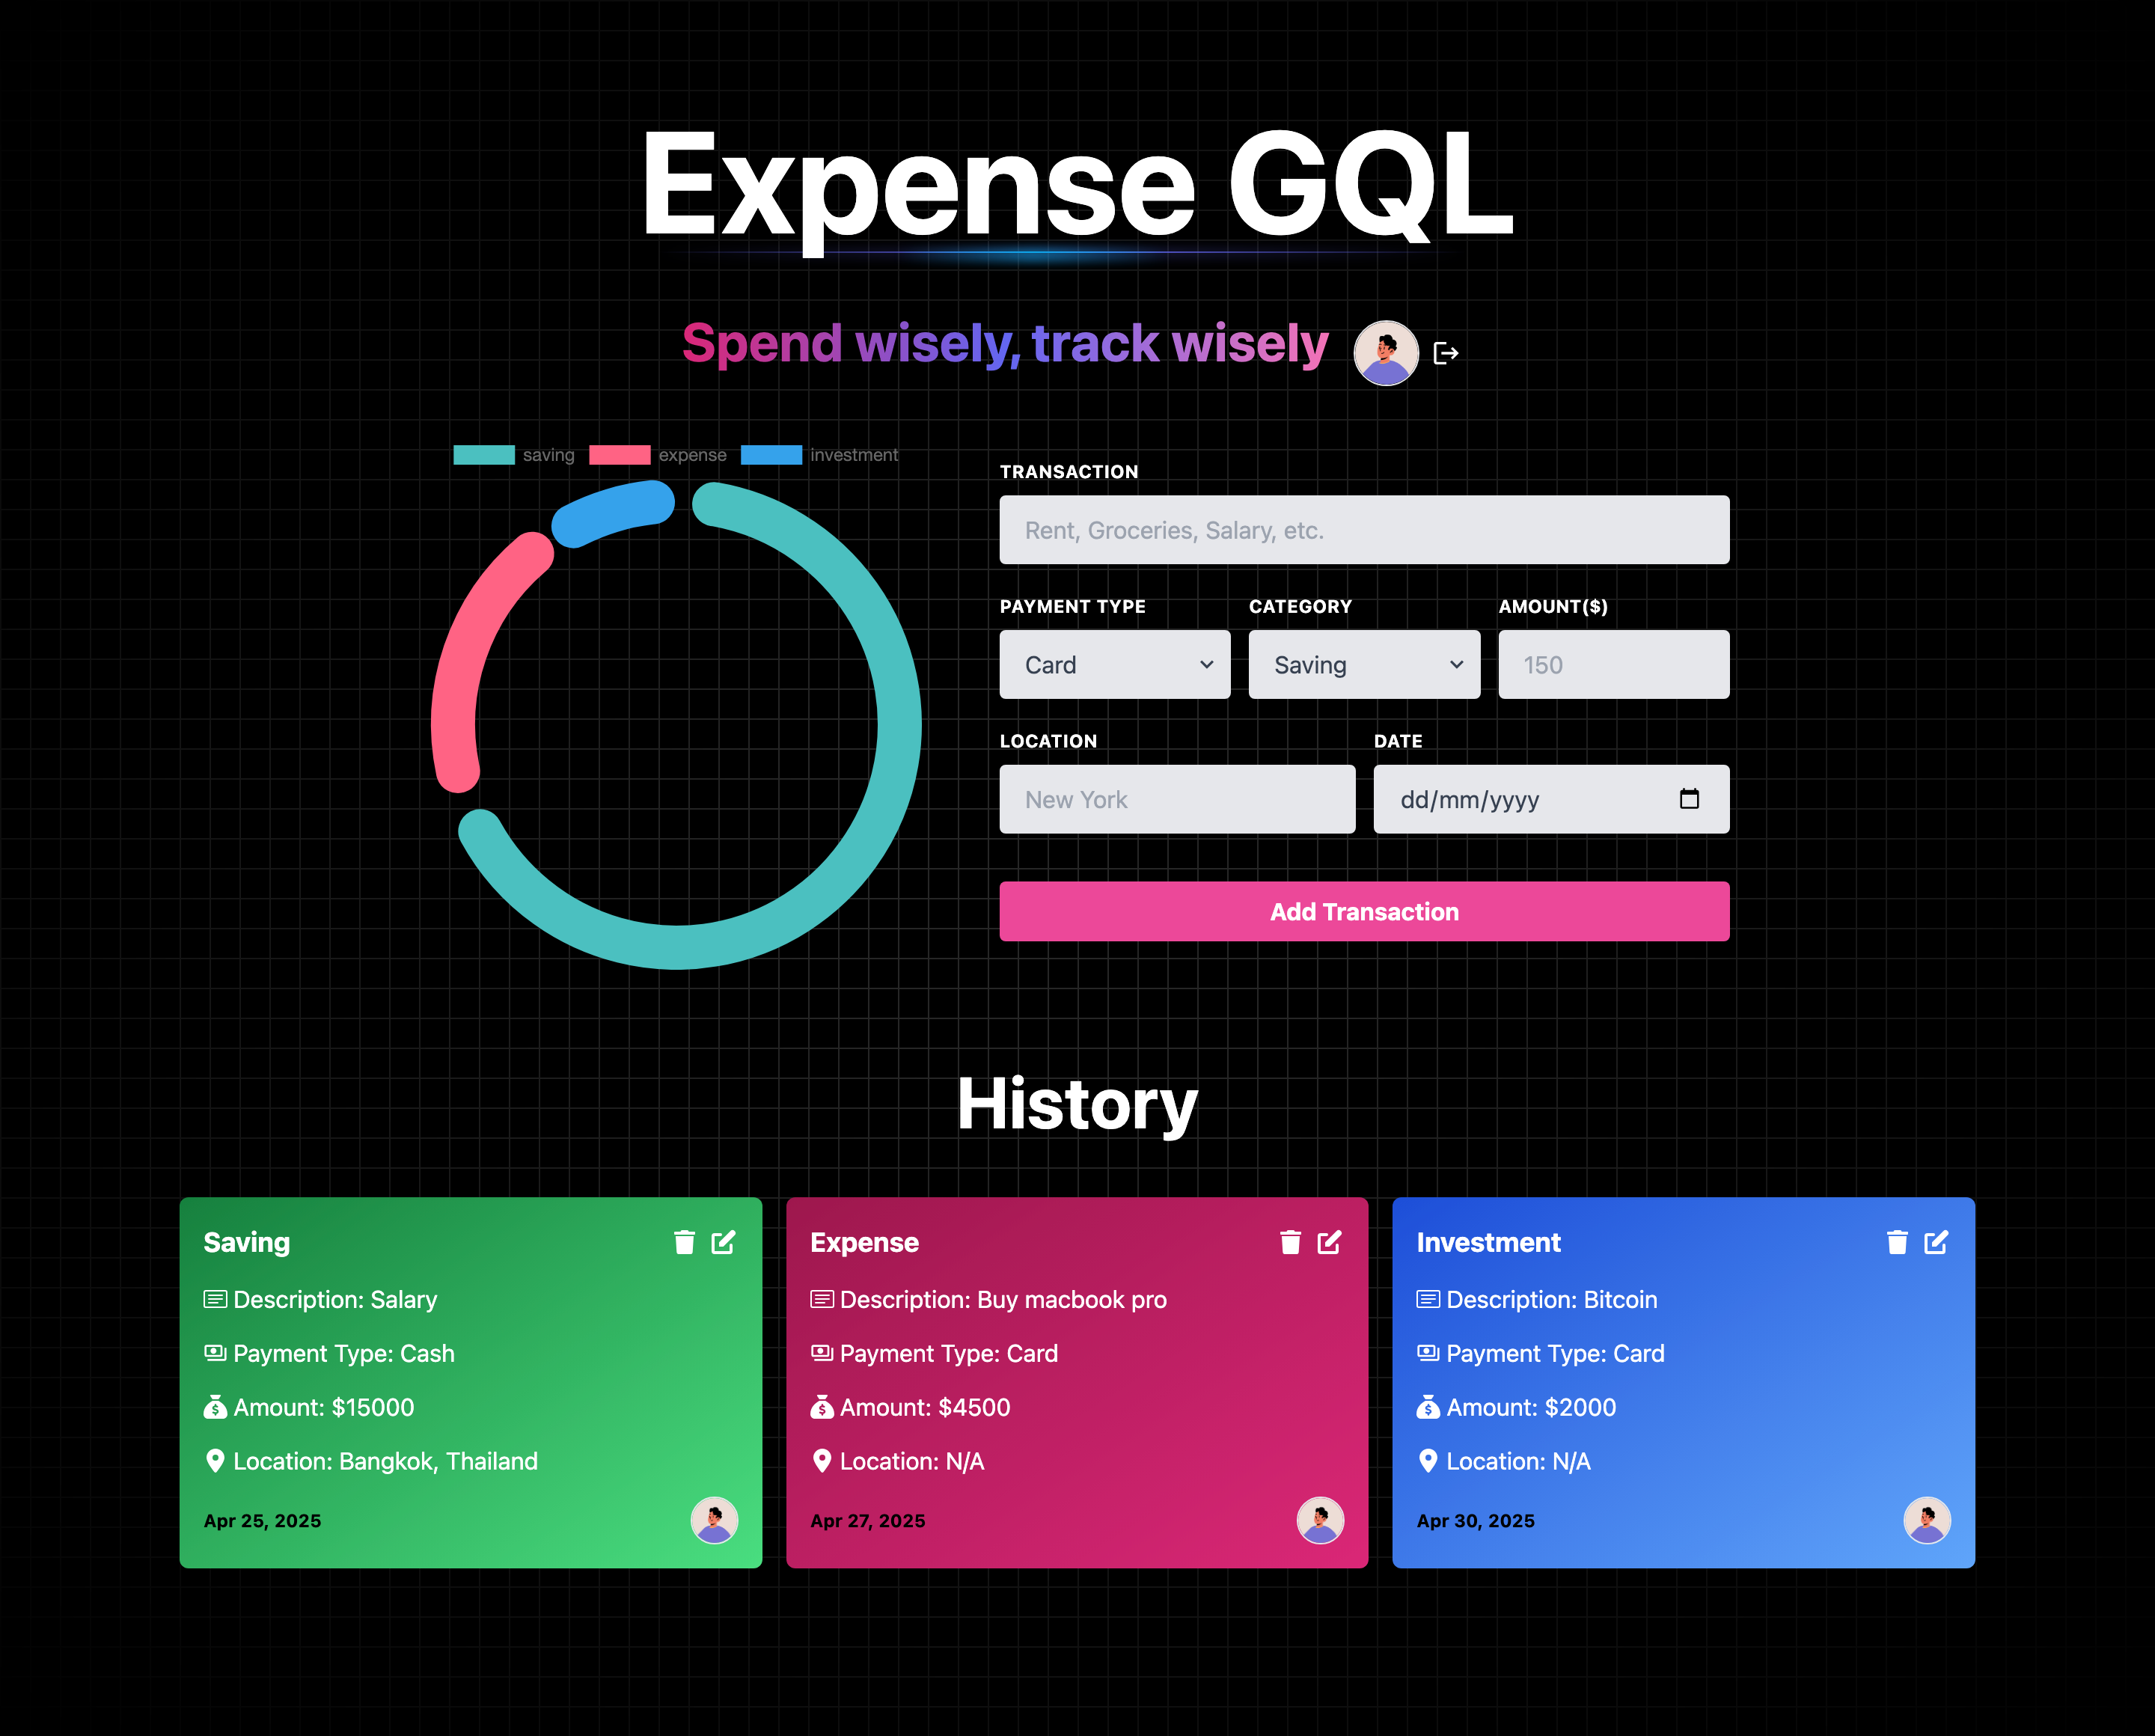 Expense GQL
Spend wisely, track wisely
saving expense investment
TRANSACTION
Rent, Groceries, Salary, etc.
PAYMENT TYPE CATEGORY AMOUNT($)
Card Saving 150
LOCATION DATE
New York dd/mm/yyyy
Add Transaction
History
Saving
Description: Salary
Payment Type: Cash
Amount: $15000
Location: Bangkok, Thailand
Apr 25, 2025
Expense
Description: Buy macbook pro
Payment Type: Card
Amount: $4500
Location: N/A
Apr 27, 2025
Investment
Description: Bitcoin
Payment Type: Card
Amount: $2000
Location: N/A
Apr 30, 2025